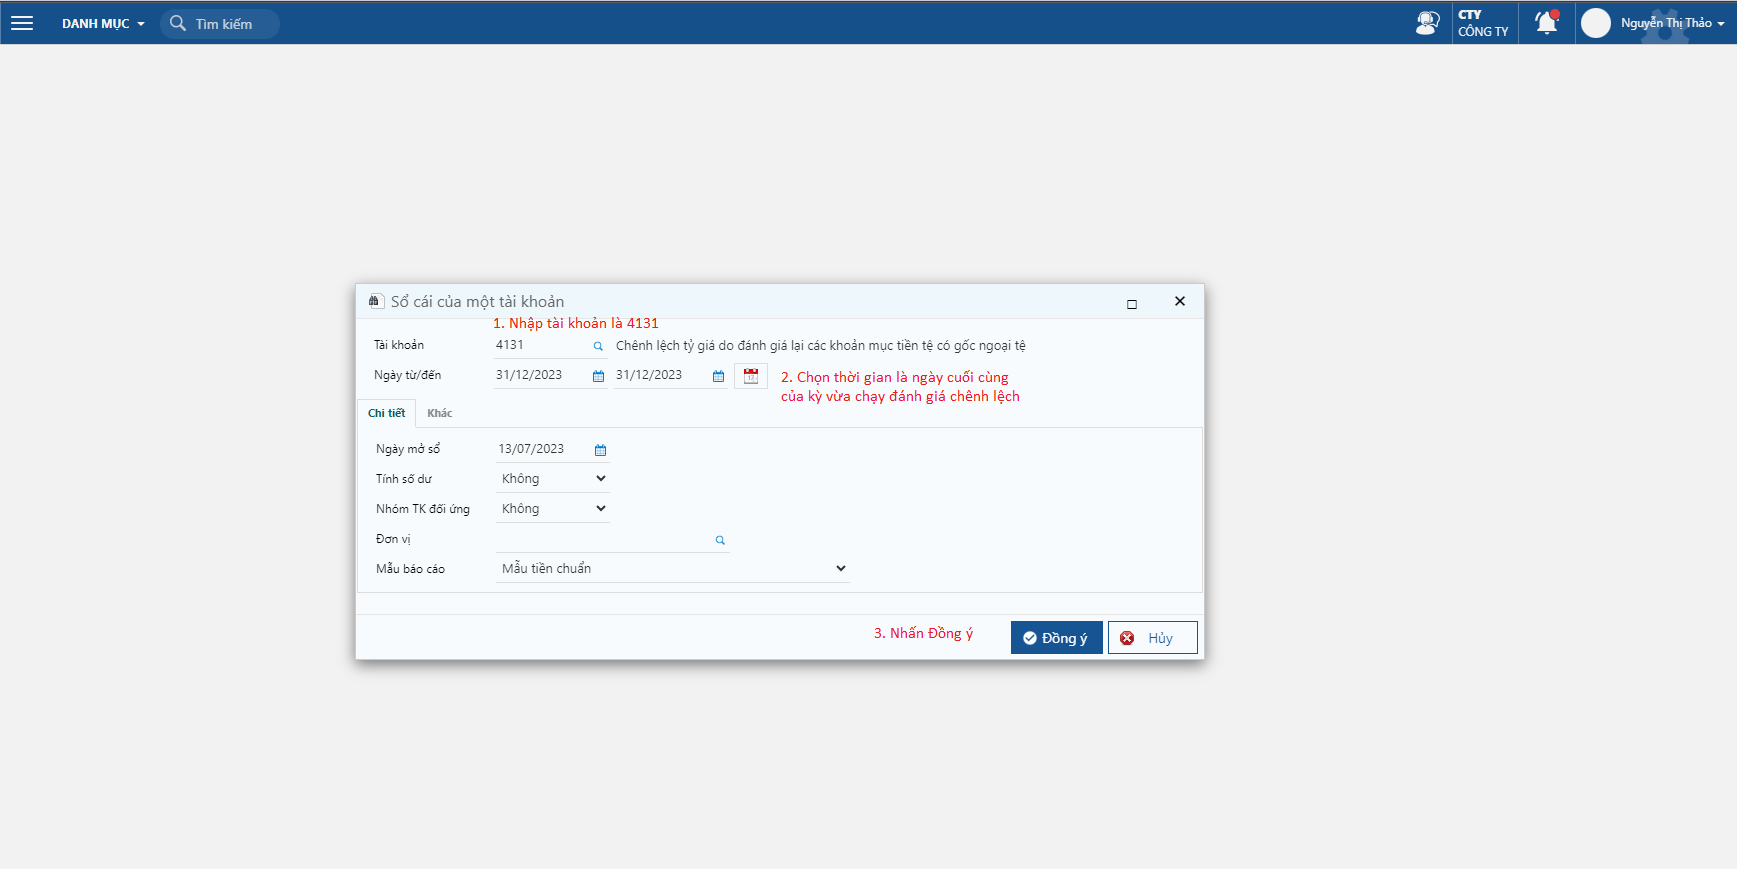 DANH MỤC
Tìm kiếm
CTY
CÔNG TY
Nguyễn Thị Thảo
Sổ cái của một tài khoản
1. Nhập tài khoản là 4131
Tài khoản 4131 Chênh lệch tỷ giá do đánh giá lại các khoản mục tiền tệ có gốc ngoại tệ
Ngày từ/đến 31/12/2023 31/12/2023
2. Chọn thời gian là ngày cuối cùng
của kỳ vừa chạy đánh giá chênh lệch
Chi tiết Khác
Ngày mở sổ 13/07/2023
Tính số dư Không
Nhóm TK đối ứng Không
Đơn vị
Mẫu báo cáo Mẫu tiền chuẩn
3. Nhấn Đồng ý
Đồng ý Hủy